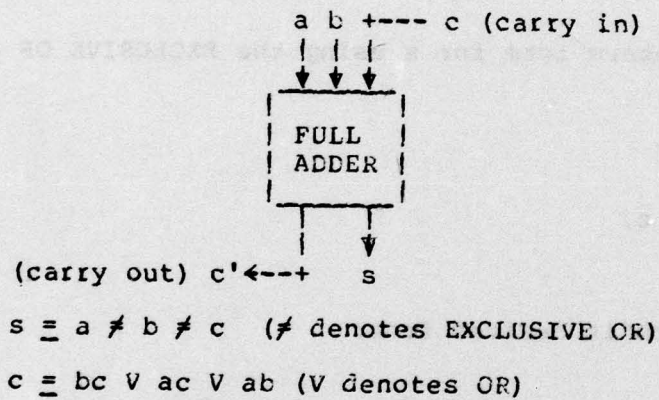 a b +--- c (carry in)
FULL
ADDER
(carry out) c'<--+ s
s = a ≠ b ≠ c (≠ denotes EXCLUSIVE OR)
c = bc V ac V ab (V denotes OR)